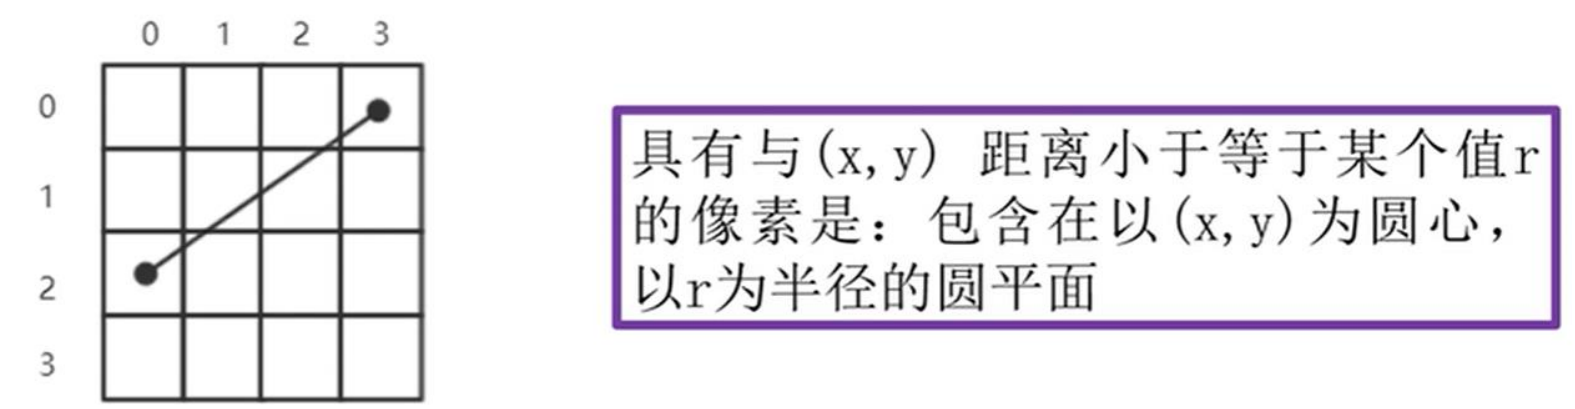 0 1 2 3
0
1
2
3
具有与(x,y) 距离小于等于某个值r
的像素是：包含在以(x,y)为圆心，
以r为半径的圆平面